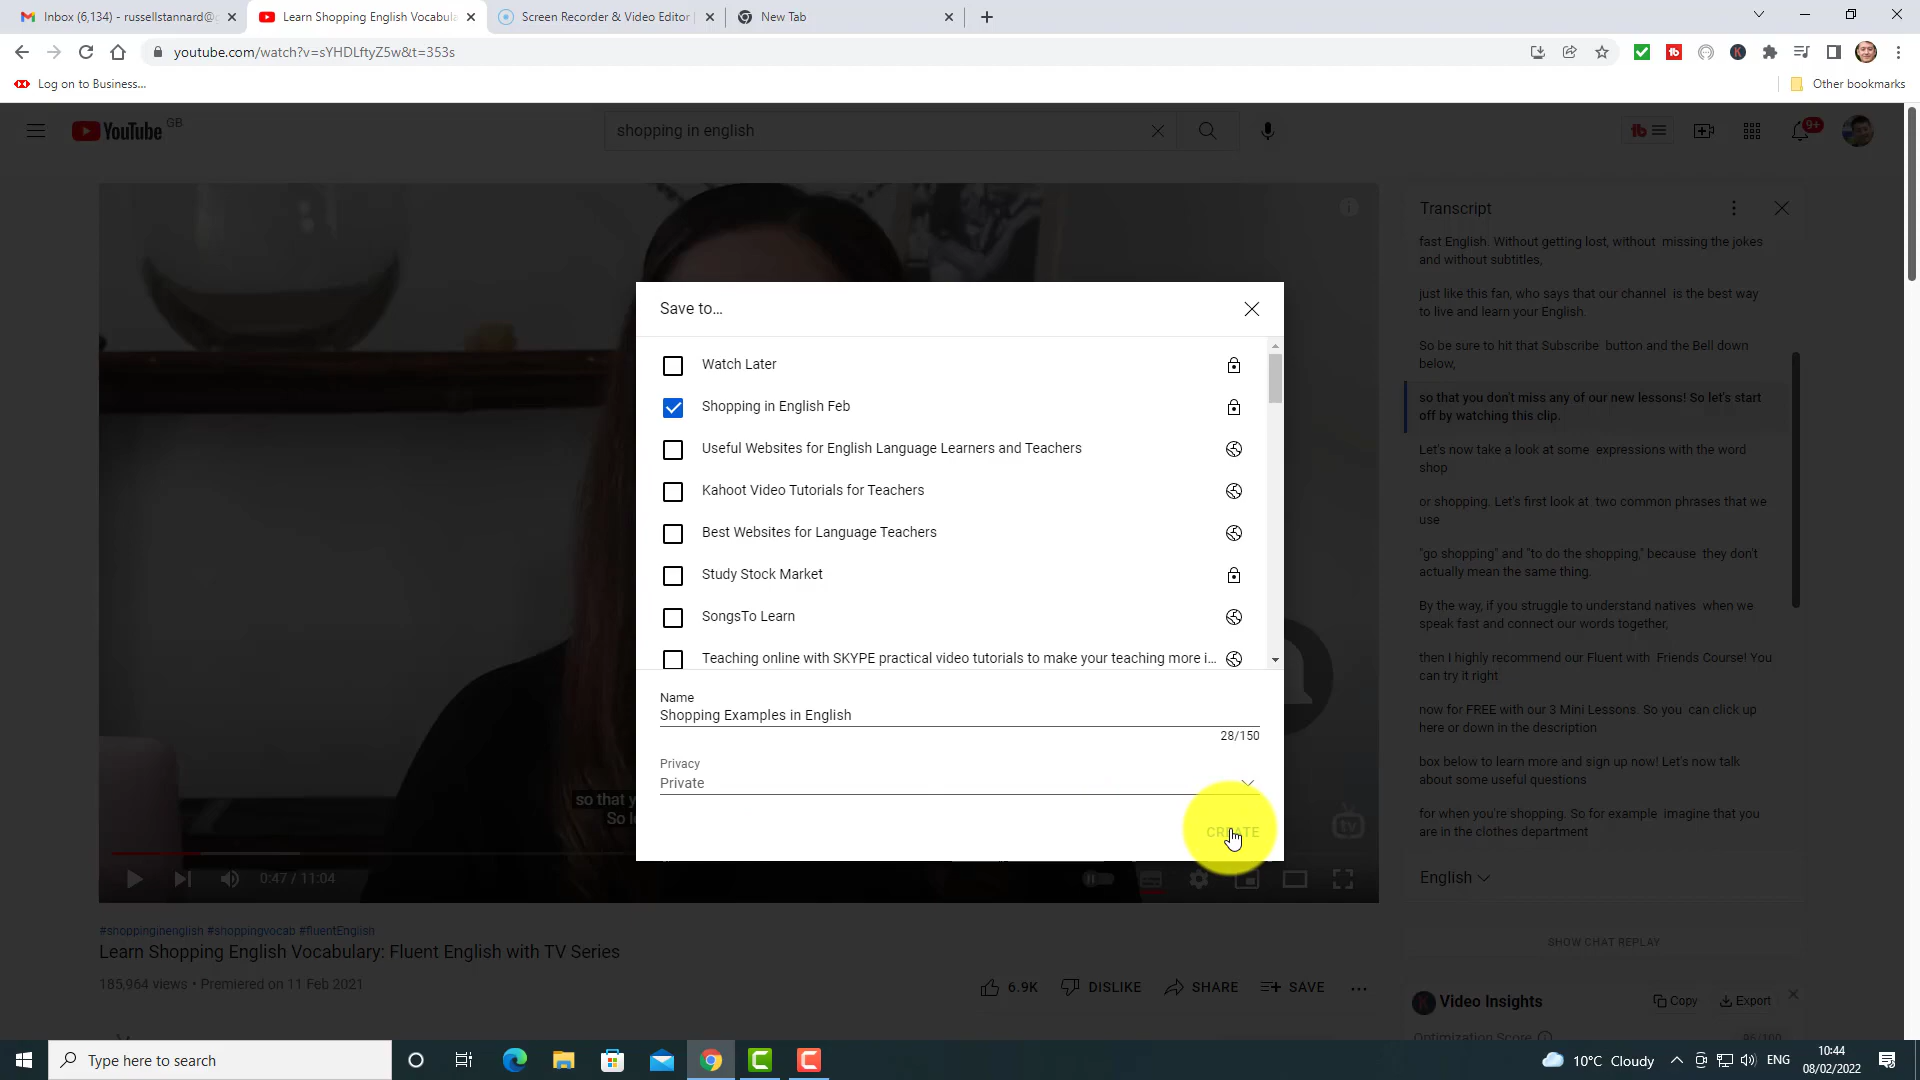 Inbox (6,134) - russellstannard@
Learn Shopping English Vocabula
Screen Recorder & Video Editor
New Tab
youtube.com/watch?v=sYHDLftyZ5w&t=353s
Log on to Business...
Other bookmarks
YouTube GB
shopping in english
9+
Transcript
fast English. Without getting lost, without missing the jokes
and without subtitles,
just like this fan, who says that our channel is the best way
to live and learn your English.
So be sure to hit that Subscribe button and the Bell down
below,
so that you don't miss any of our new lessons! So let's start
off by watching this clip.
Let's now take a look at some expressions with the word
shop
or shopping. Let's first look at two common phrases that we
use
"go shopping" and "to do the shopping," because they don't
actually mean the same thing.
By the way, if you struggle to understand natives when we
speak fast and connect our words together,
then I highly recommend our Fluent with Friends Course! You
can try it right
now for FREE with our 3 Mini Lessons. So you can click up
here or down in the description
box below to learn more and sign up now! Let's now talk
about some useful questions
for when you're shopping. So for example imagine that you
are in the clothes department
English
SHOW CHAT REPLAY
Video Insights
Copy
Export
Optimization Score
Save to...
Watch Later
Shopping in English Feb
Useful Websites for English Language Learners and Teachers
Kahoot Video Tutorials for Teachers
Best Websites for Language Teachers
Study Stock Market
SongsTo Learn
Teaching online with SKYPE practical video tutorials to make your teaching more i...
Name
Shopping Examples in English
28/150
Privacy
Private
CREATE
so that y
So l
tv
0:47 / 11:04
#shoppinginenglish #shoppingvocab #fluentEnglish
Learn Shopping English Vocabulary: Fluent English with TV Series
185,964 views • Premiered on 11 Feb 2021
6.9K
DISLIKE
SHARE
SAVE
Type here to search
10°C Cloudy
ENG
10:44
08/02/2022